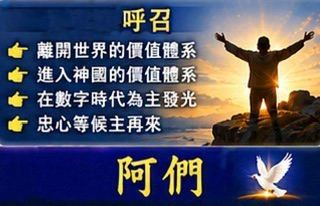 呼召
👉 離開世界的價值體系
👉 進入神國的價值體系
👉 在數字時代為主發光
👉 忠心等候主再來
阿們